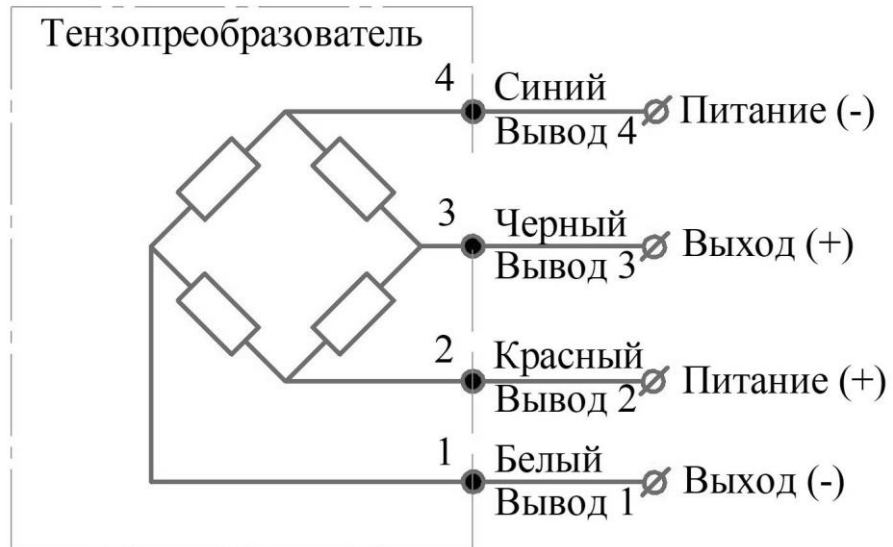 Тензопреобразователь
4 Синий
Вывод 4 Питание (-)
3 Черный
Вывод 3 Выход (+)
2 Красный
Вывод 2 Питание (+)
1 Белый
Вывод 1 Выход (-)